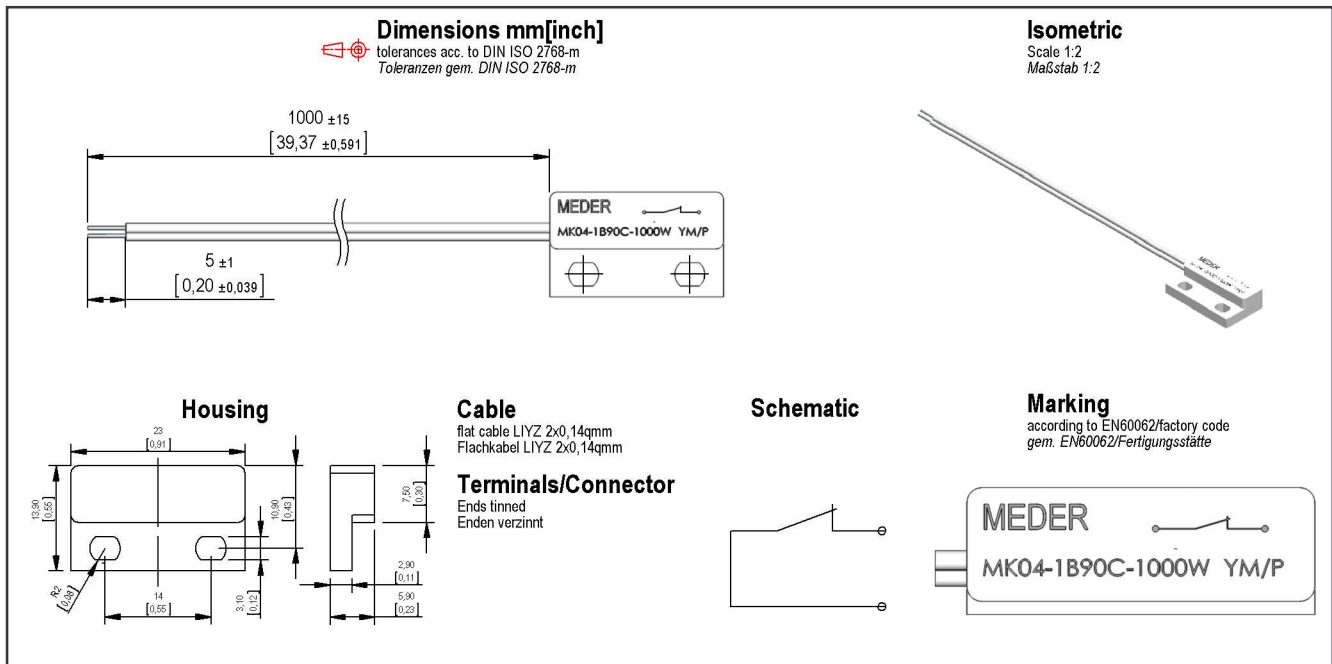 Dimensions mm[inch]
tolerances acc. to DIN ISO 2768-m
Toleranzen gem. DIN ISO 2768-m
Isometric
Scale 1:2
Maßstab 1:2
1000 ±15
[39,37 ±0,591]
5 ±1
[0,20 ±0,039]
MEDER
MK04-1B90C-1000W YM/P
MEDER
Housing
23
[0,91]
13,90
[0,55]
10,90
[0,43]
R2
[0,08]
14
[0,55]
3,10
[0,12]
7,50
[0,30]
2,90
[0,11]
5,90
[0,23]
Cable
flat cable LIYZ 2x0,14qmm
Flachkabel LIYZ 2x0,14qmm
Terminals/Connector
Ends tinned
Enden verzinnt
Schematic
Marking
according to EN60062/factory code
gem. EN60062/Fertigungsstätte
MEDER
MK04-1B90C-1000W YM/P